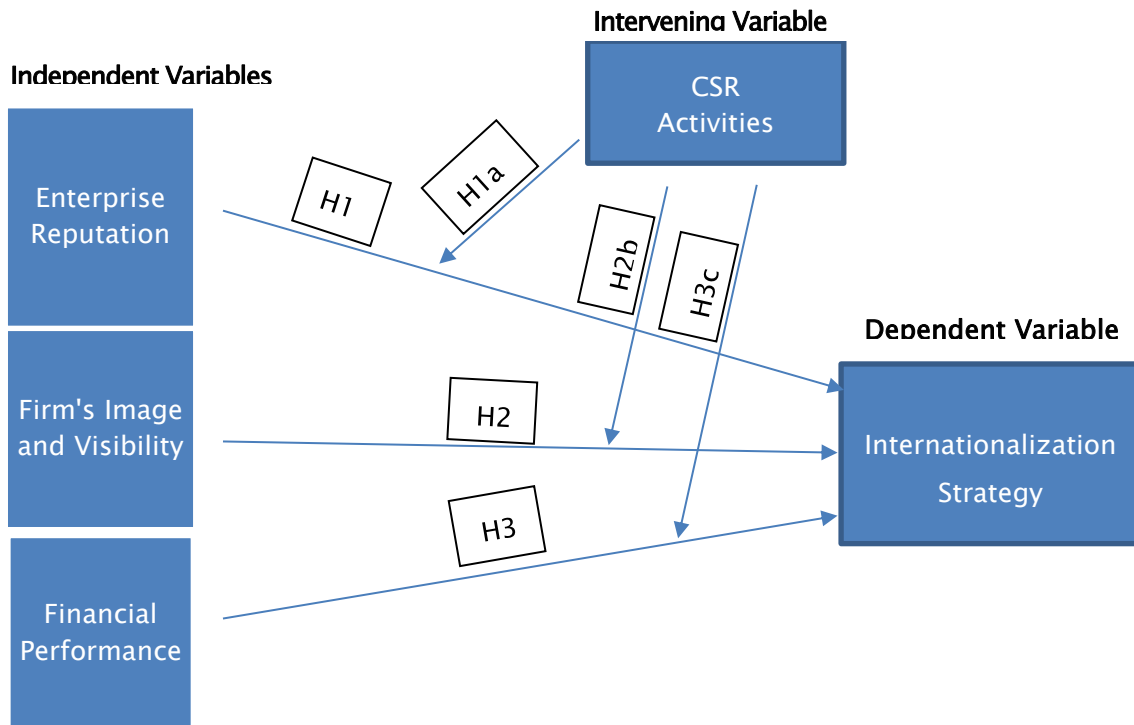 Intervening Variable
CSR
Activities
Independent Variables
Enterprise
Reputation
H1
H1a
H2b
H3c
Dependent Variable
Firm's Image
and Visibility
H2
Internationalization
Strategy
H3
Financial
Performance